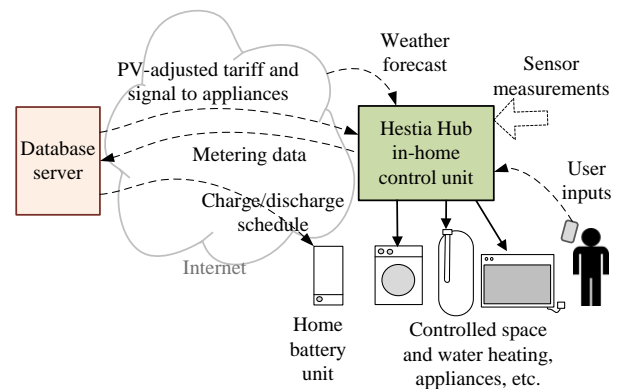 Weather
forecast
PV-adjusted tariff and
signal to appliances
Sensor
measurements
Database
server
Hestia Hub
in-home
control unit
Metering data
User
inputs
Charge/discharge
schedule
Internet
Home
battery
unit
Controlled space
and water heating,
appliances, etc.